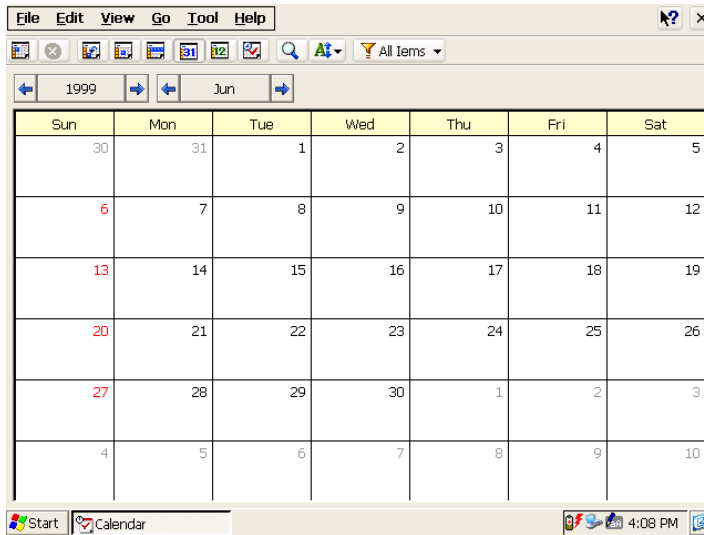 File Edit View Go Tool Help ?
31 12 A All Iems
1999 Jun
Sun Mon Tue Wed Thu Fri Sat
30 31 1 2 3 4 5
6 7 8 9 10 11 12
13 14 15 16 17 18 19
20 21 22 23 24 25 26
27 28 29 30 1 2 3
4 5 6 7 8 9 10
Start Calendar 4:08 PM